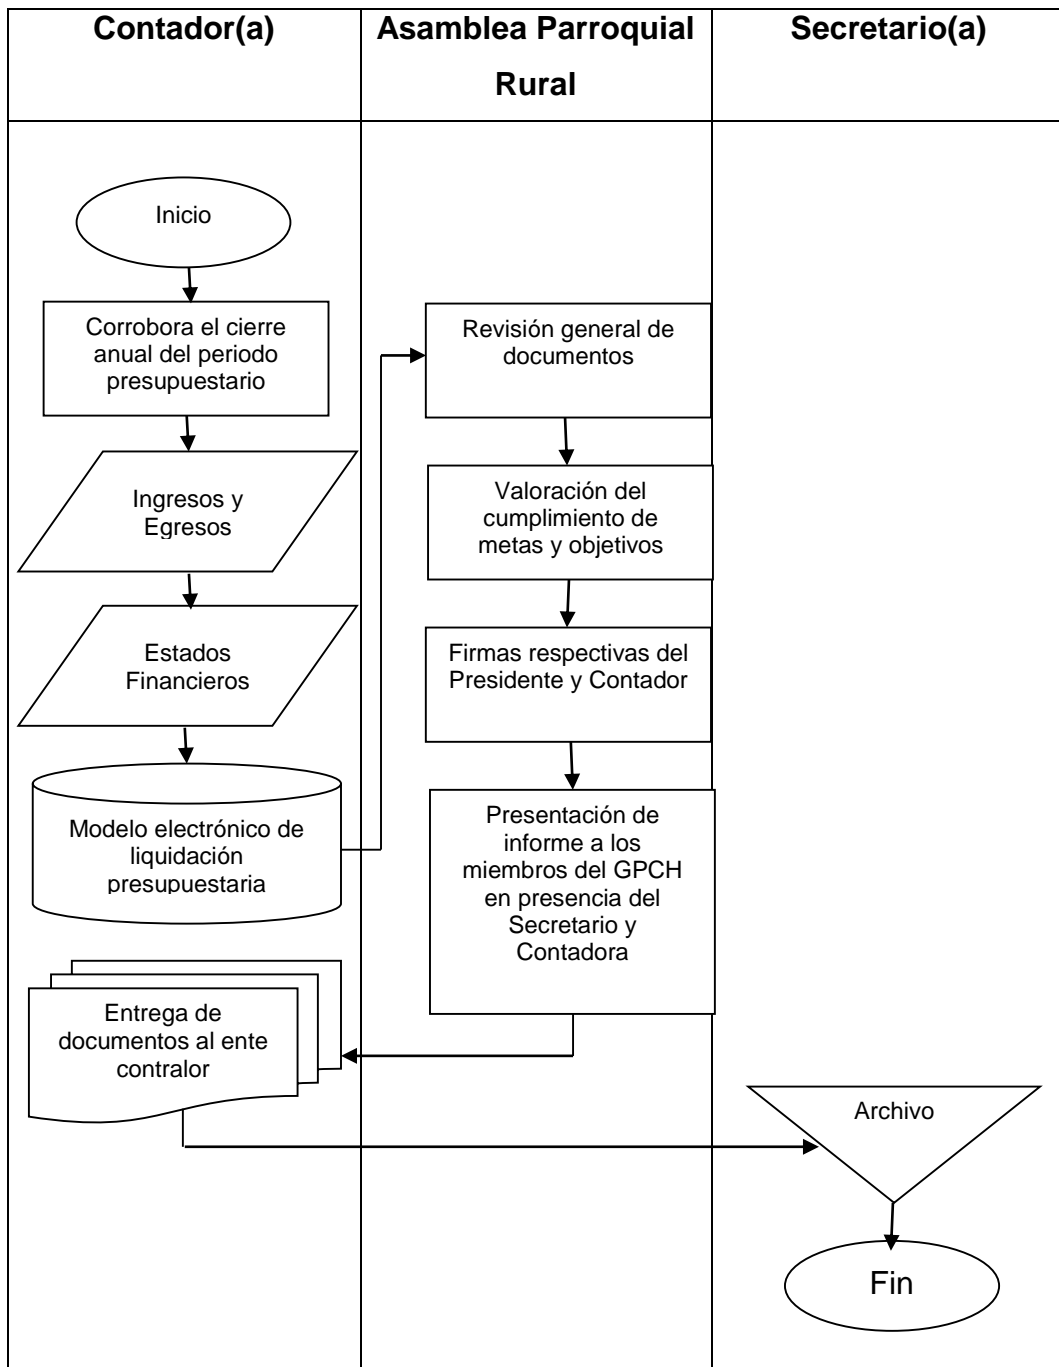 Contador(a)
Asamblea Parroquial
Rural
Secretario(a)
Inicio
Corrobora el cierre
anual del periodo
presupuestario
Ingresos y
Egresos
Estados
Financieros
Modelo electrónico de
liquidación
presupuestaria
Revisión general de
documentos
Valoración del
cumplimiento de
metas y objetivos
Firmas respectivas del
Presidente y Contador
Presentación de
informe a los
miembros del GPCH
en presencia del
Secretario y
Contadora
Entrega de
documentos al ente
contralor
Archivo
Fin